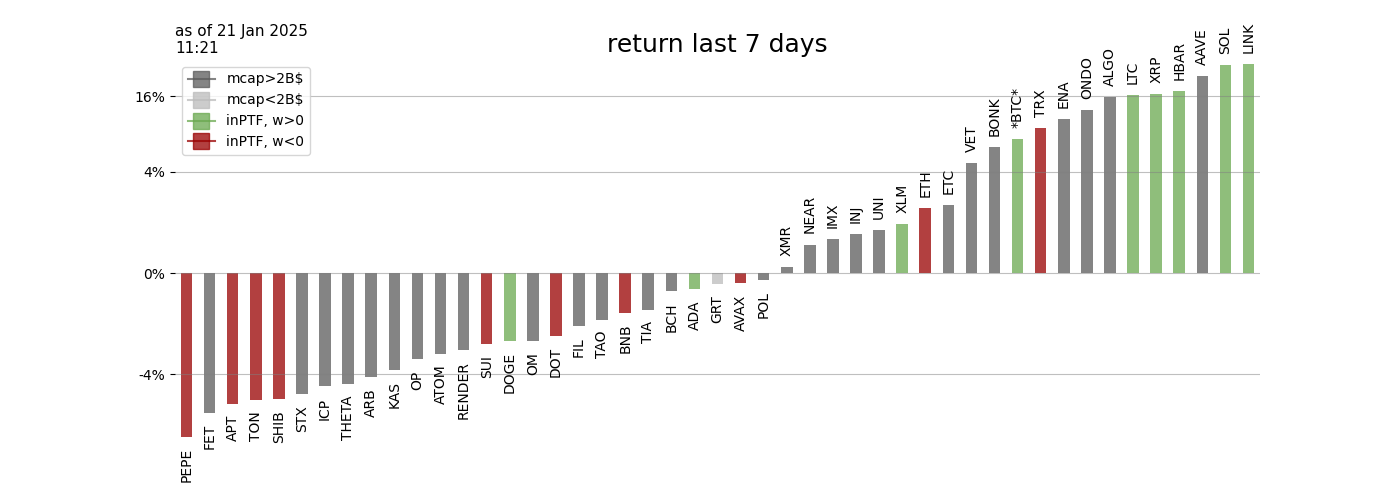 as of 21 Jan 2025
11:21
return last 7 days
mcap>2B$
mcap<2B$
inPTF, w>0
inPTF, w<0
16%
4%
0%
-4%
PEPE
FET
APT
TON
SHIB
STX
ICP
THETA
ARB
KAS
OP
ATOM
RENDER
SUI
DOGE
OM
DOT
FIL
TAO
BNB
TIA
BCH
ADA
GRT
AVAX
POL
XMR
NEAR
IMX
INJ
UNI
XLM
ETH
ETC
VET
BONK
*BTC*
TRX
ENA
ONDO
ALGO
LTC
XRP
HBAR
AAVE
SOL
LINK